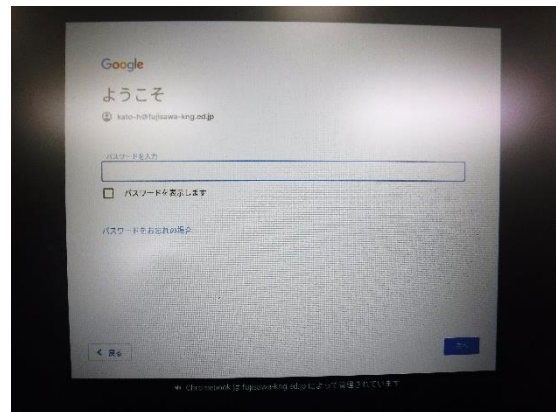 Google
ようこそ
kato-h@fujisawa-kng.ed.jp
パスワードを入力
パスワードを表示します
パスワードをお忘れの場合
< 戻る
次へ
Chromebook は fujisawa-kng.ed.jp によって管理されています